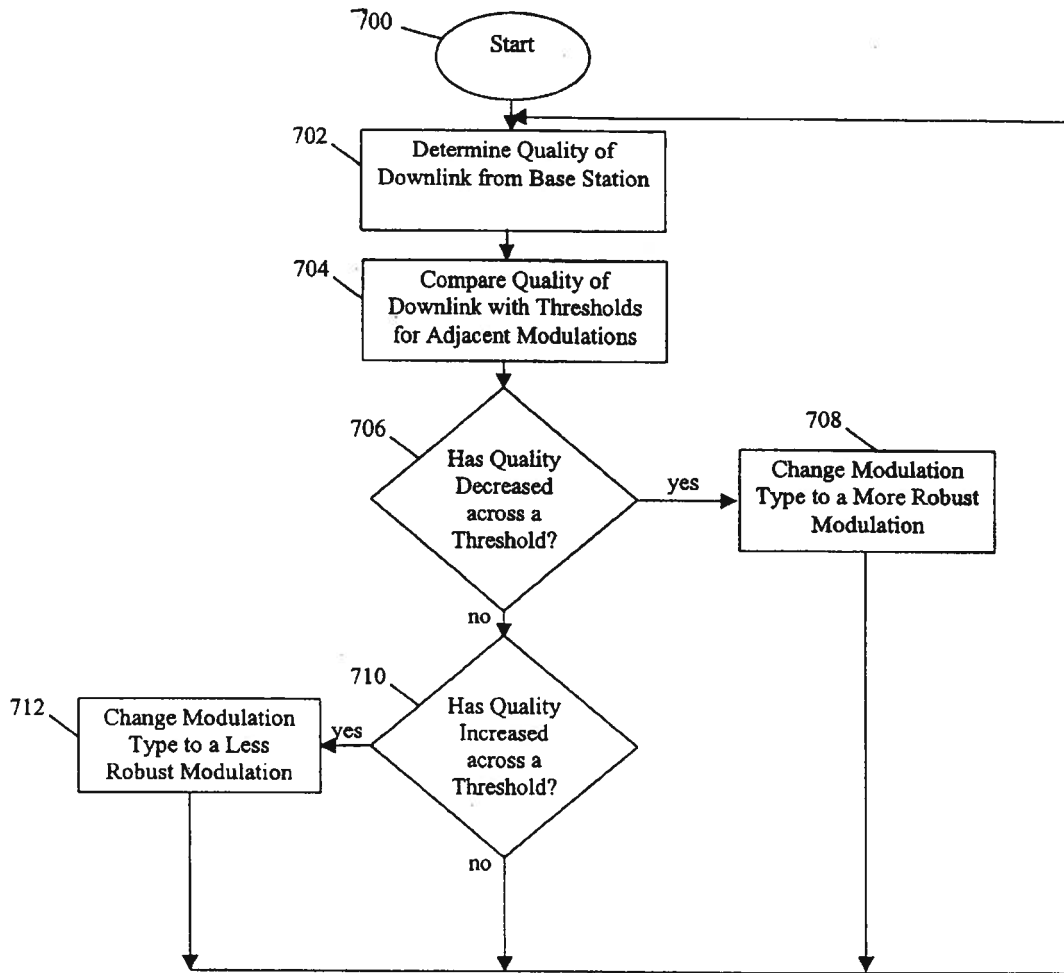 700
Start
702
Determine Quality of
Downlink from Base Station
704
Compare Quality of
Downlink with Thresholds
for Adjacent Modulations
706
Has Quality
Decreased
across a
Threshold?
yes
708
Change Modulation
Type to a More Robust
Modulation
no
710
Has Quality
Increased
across a
Threshold?
yes
712
Change Modulation
Type to a Less
Robust Modulation
no